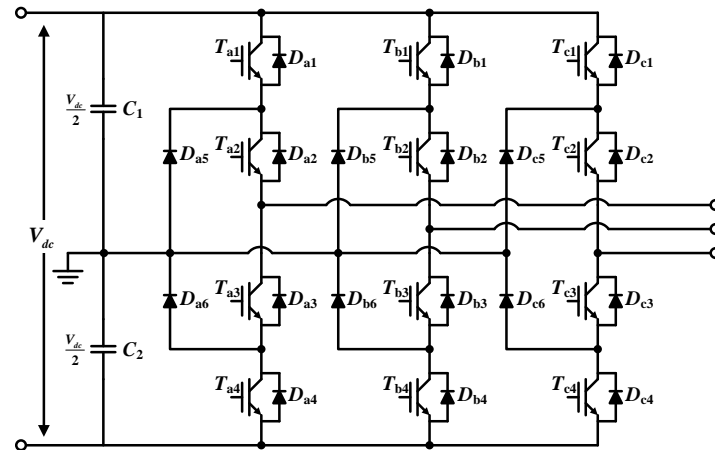 Ta1 Da1 Tb1 Db1 Tc1 Dc1
Vdc/2 C1
Ta2 Da5 Da2 Tb2 Db5 Db2 Tc2 Dc5 Dc2
Vdc
Da6 Ta3 Da3 Db6 Tb3 Db3 Dc6 Tc3 Dc3
Vdc/2 C2
Ta4 Da4 Tb4 Db4 Tc4 Dc4